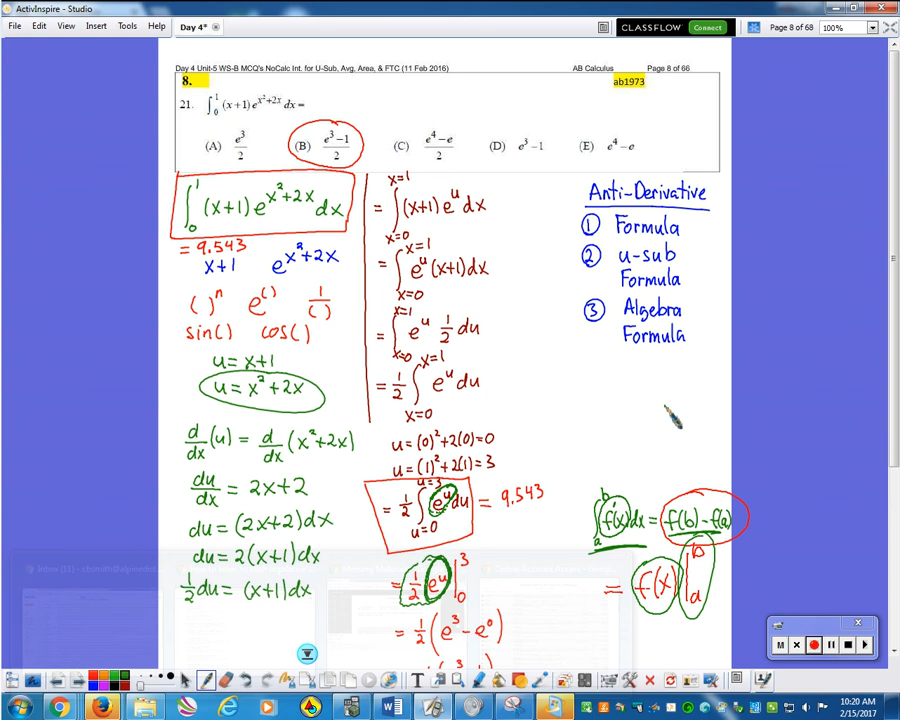 ActivInspire - Studio
File Edit View Insert Tools Help
CLASSFLOW Connect Page 8 of 68 100%
Day 4*
Day 4 Unit-5 WS-B MCQ's NoCalc Int. for U-Sub, Avg, Area, & FTC (11 Feb 2016) AB Calculus Page 8 of 66
8. ab1973
21. ∫₀¹ (x+1) e^(x²+2x) dx =
(A) e³/2 (B) (e³−1)/2 (C) (e⁴−e)/2 (D) e³−1 (E) e⁴−e
∫₀¹ (x+1) e^(x²+2x) dx
= 9.543
x+1 e^(x²+2x)
( )ⁿ e^( ) 1/( )
sin( ) cos( )
u = x+1
u = x²+2x
d/dx (u) = d/dx (x²+2x)
du/dx = 2x+2
du = (2x+2)dx
du = 2(x+1)dx
1/2 du = (x+1)dx
x=1
= ∫ (x+1) e^u dx
x=0
x=1
= ∫ e^u (x+1)dx
x=0
x=1
= ∫ e^u 1/2 du
x=0
x=1
= 1/2 ∫ e^u du
x=0
u = (0)²+2(0) = 0
u = (1)²+2(1) = 3
u=3
= 1/2 ∫ e^u du = 9.543
u=0
= 1/2 e^u |₀³
= 1/2 (e³ − e⁰)
Anti-Derivative
① Formula
② u-sub
Formula
③ Algebra
Formula
∫ₐᵇ f'(x)dx = f(b) − f(a)
= f(x) |ₐᵇ
10:20 AM
2/15/2017